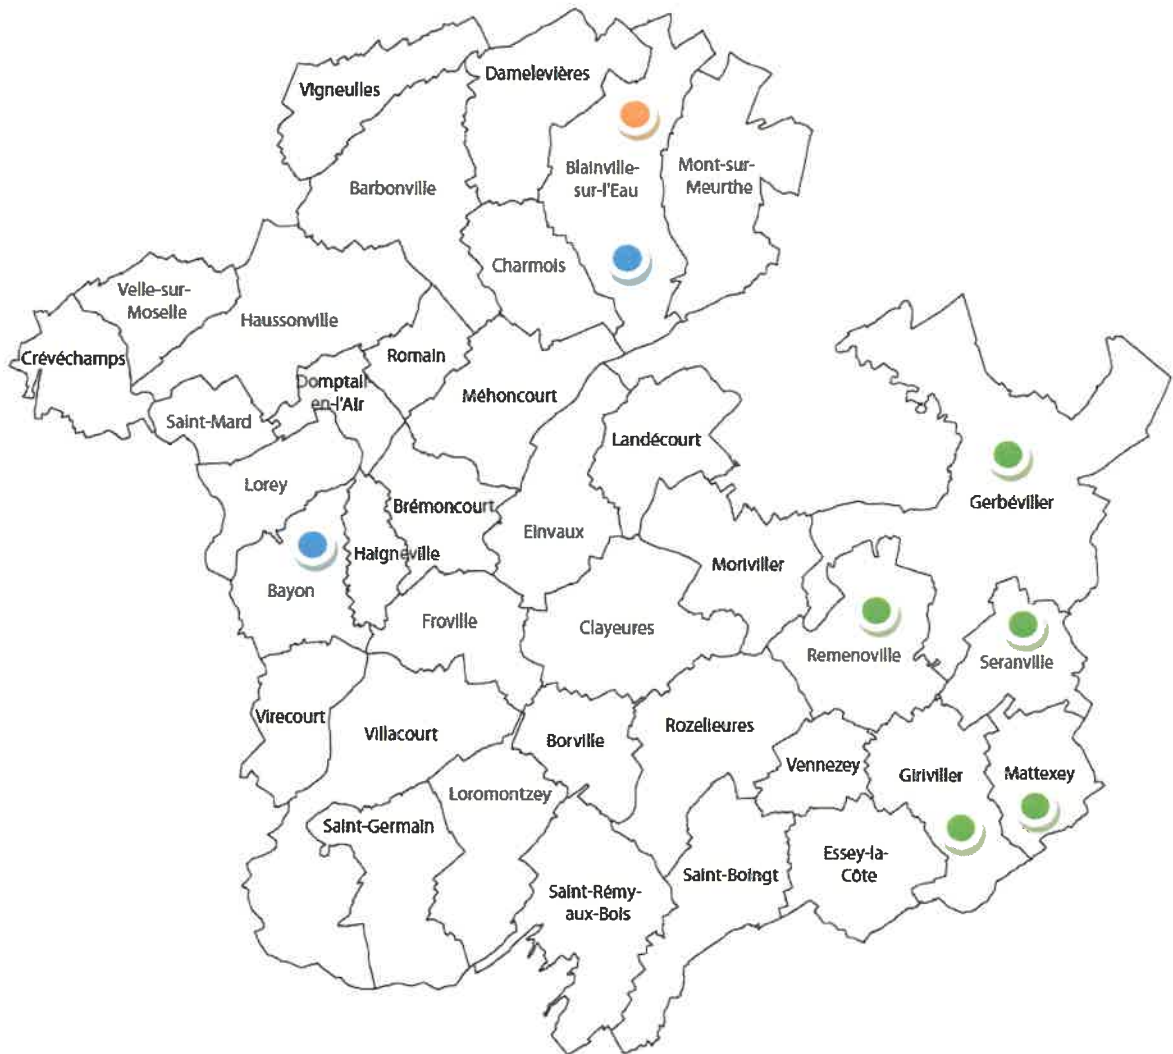 Vigneulles
Damelevières
Blainville-
sur-l'Eau
Mont-sur-
Meurthe
Barbonville
Charmois
Velle-sur-
Moselle
Haussonville
Crévéchamps
Romain
Domptail-
en-l'Air
Méhoncourt
Saint-Mard
Landécourt
Lorey
Gerbéviller
Brémoncourt
Einvaux
Haigneville
Moriviller
Bayon
Froville
Clayeures
Remenoville
Seranville
Virecourt
Villacourt
Borville
Rozelieures
Vennezey
Giriviller
Mattexey
Loromontzey
Saint-Germain
Saint-Boingt
Essey-la-
Côte
Saint-Rémy-
aux-Bois